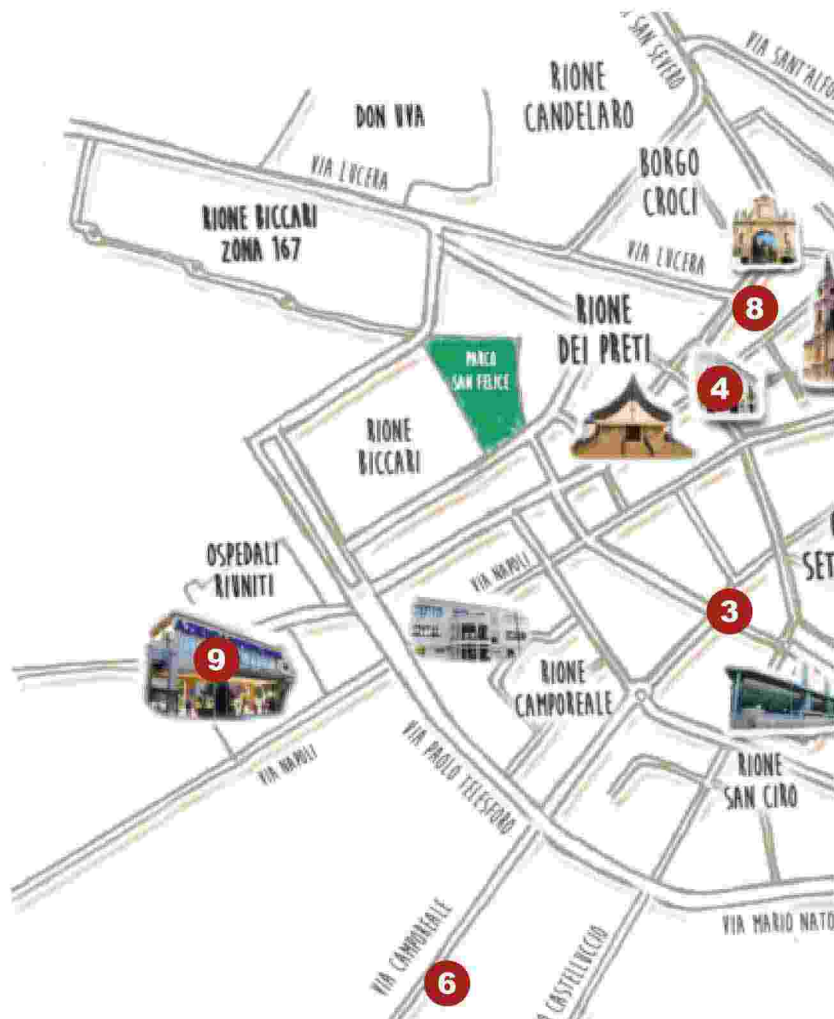 VIA SAN SEVERO
VIA SANT'ALFO
RIONE
CANDELARO
DON UVA
VIA LUCERA
BORGO
CROCI
RIONE BICCARI
ZONA 167
VIA LUCERA
8
RIONE
DEI PRETI
PARCO
SAN FELICE
4
RIONE
BICCARI
OSPEDALI
RIUNITI
VIA NAPOLI
SET
3
9
RIONE
CAMPOREALE
VIA NAPOLI
VIA PAOLO TELESFORO
RIONE
SAN CIRO
VIA CAMPOREALE
VIA MARIO NATO
6
A CASTELLUCCIO